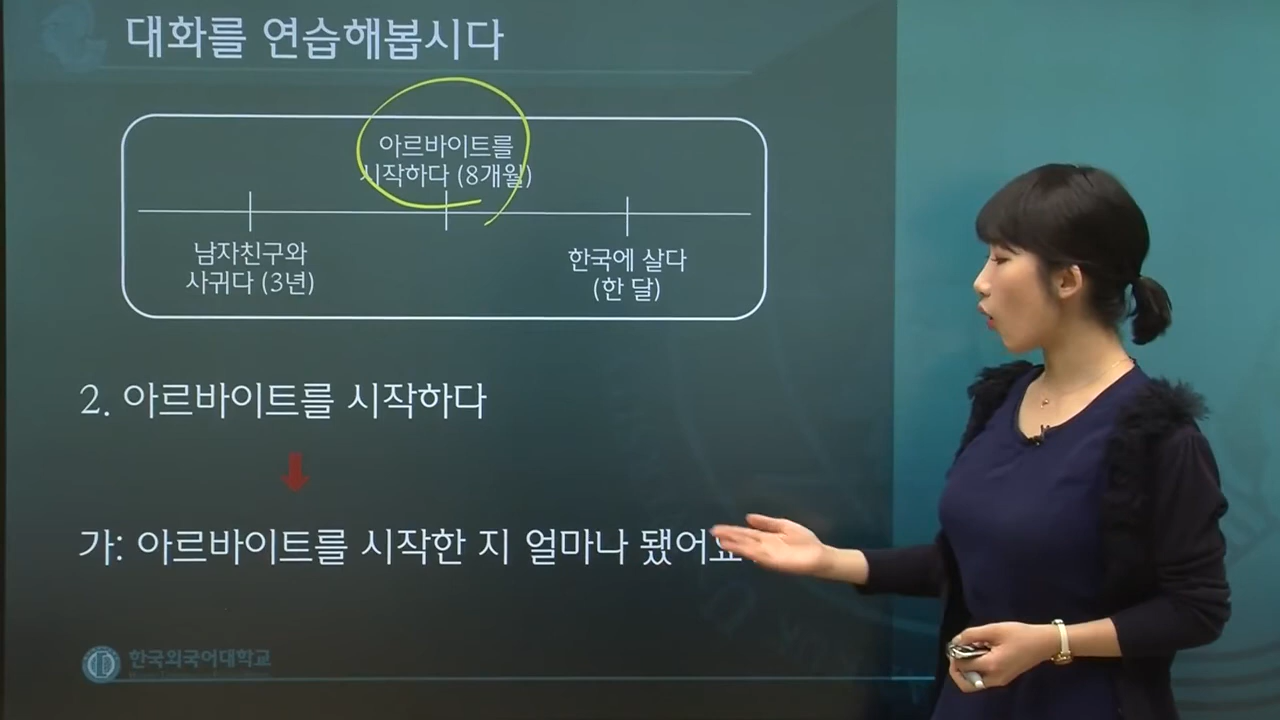 대화를 연습해봅시다
아르바이트를
시작하다 (8개월)
남자친구와
사귀다 (3년)
한국에 살다
(한 달)
2. 아르바이트를 시작하다
가: 아르바이트를 시작한 지 얼마나 됐어요
한국외국어대학교